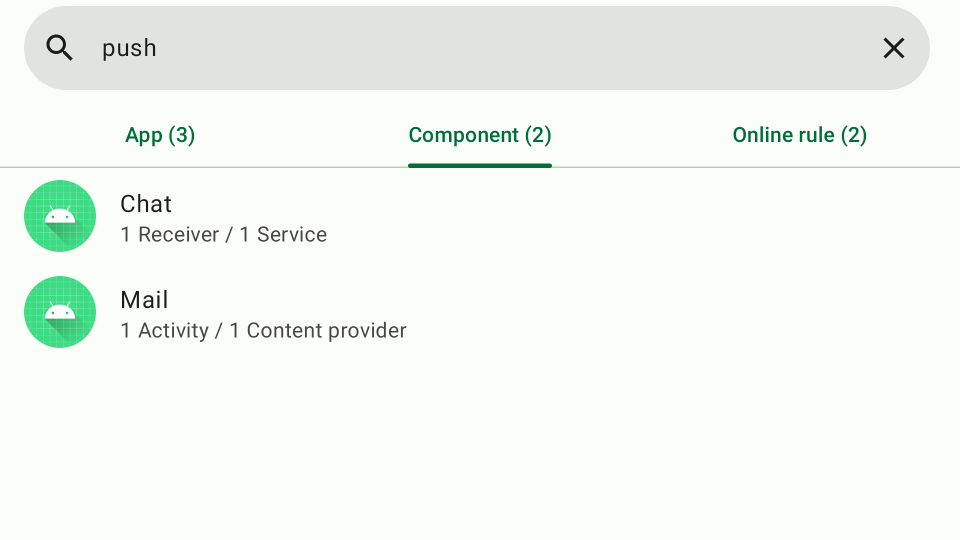 push
App (3)
Component (2)
Online rule (2)
Chat
1 Receiver / 1 Service
Mail
1 Activity / 1 Content provider